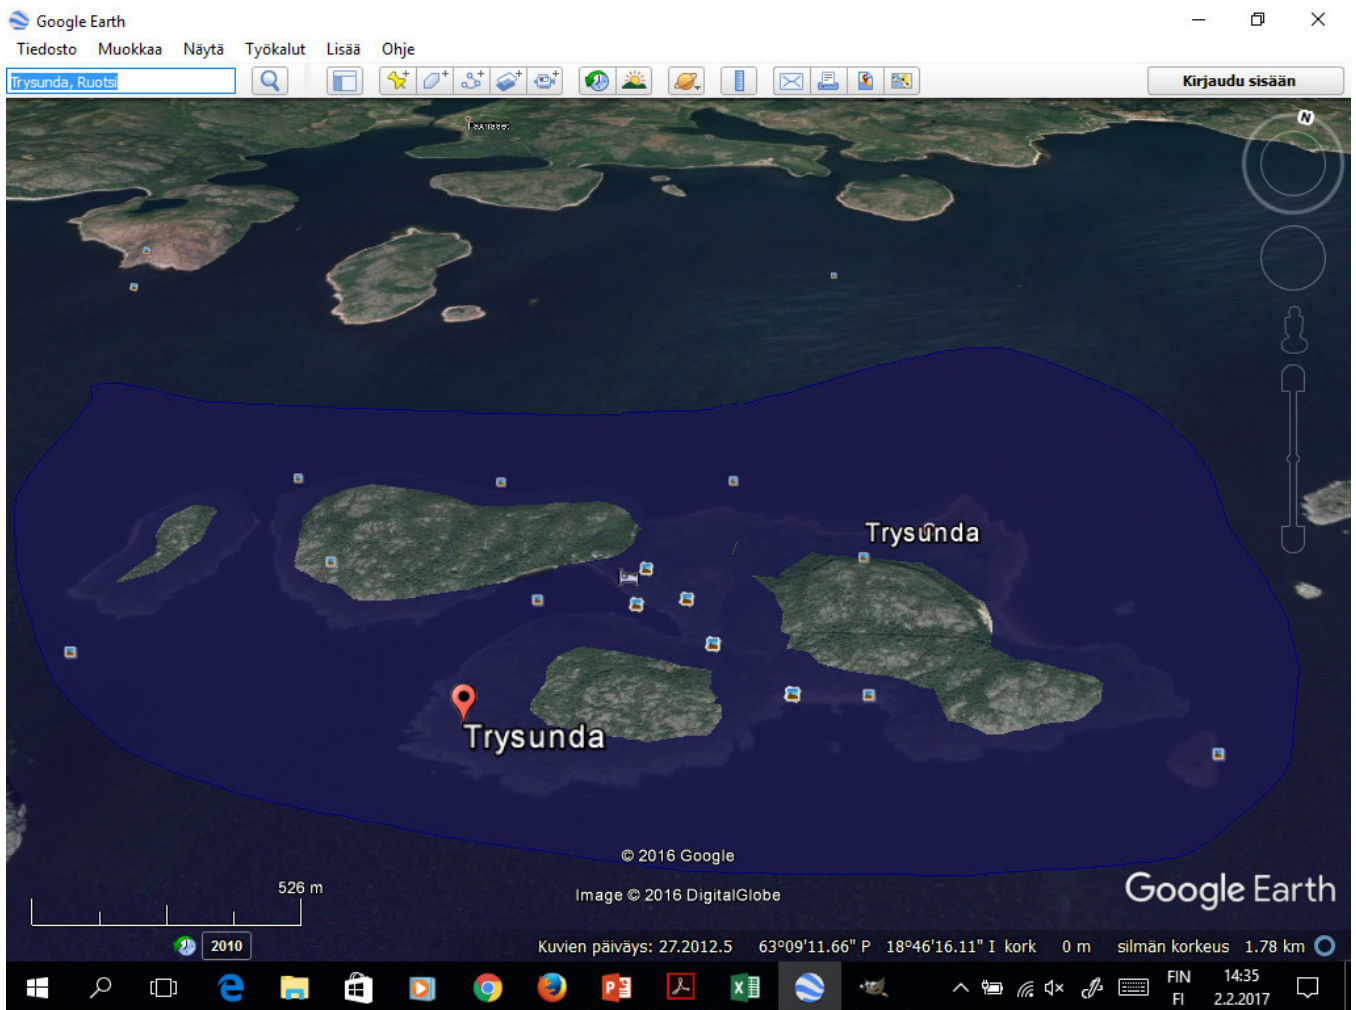 Google Earth
Tiedosto Muokkaa Näytä Työkalut Lisää Ohje
Trysunda, Ruotsi
Kirjaudu sisään
N
Trysunda
Trysunda
© 2016 Google
526 m
Image © 2016 DigitalGlobe
Google Earth
2010
Kuvien päiväys: 27.2012.5 63°09'11.66" P 18°46'16.11" I kork 0 m silmän korkeus 1.78 km
FIN 14:35
FI 2.2.2017